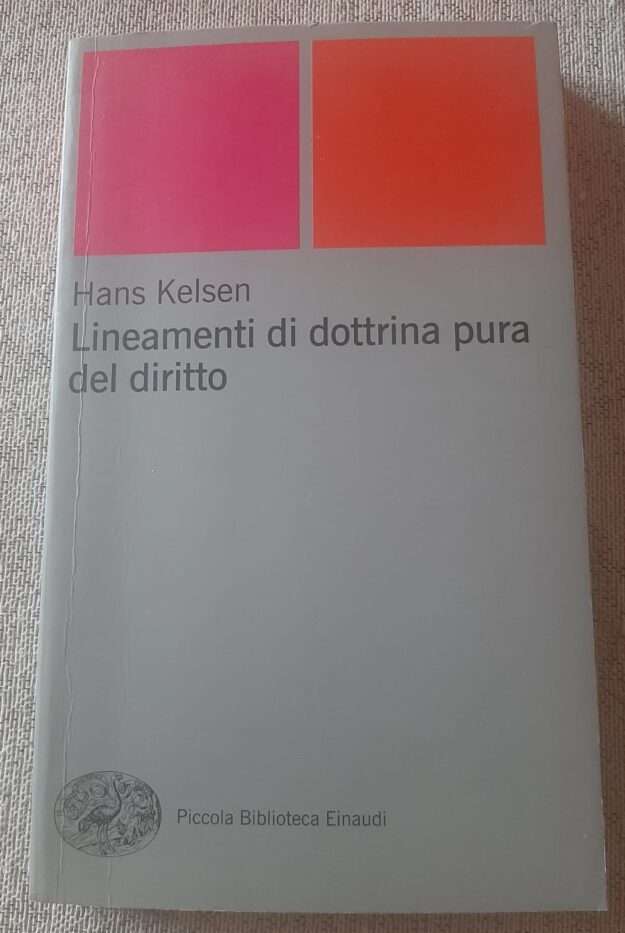 Hans Kelsen
Lineamenti di dottrina pura
del diritto
Piccola Biblioteca Einaudi